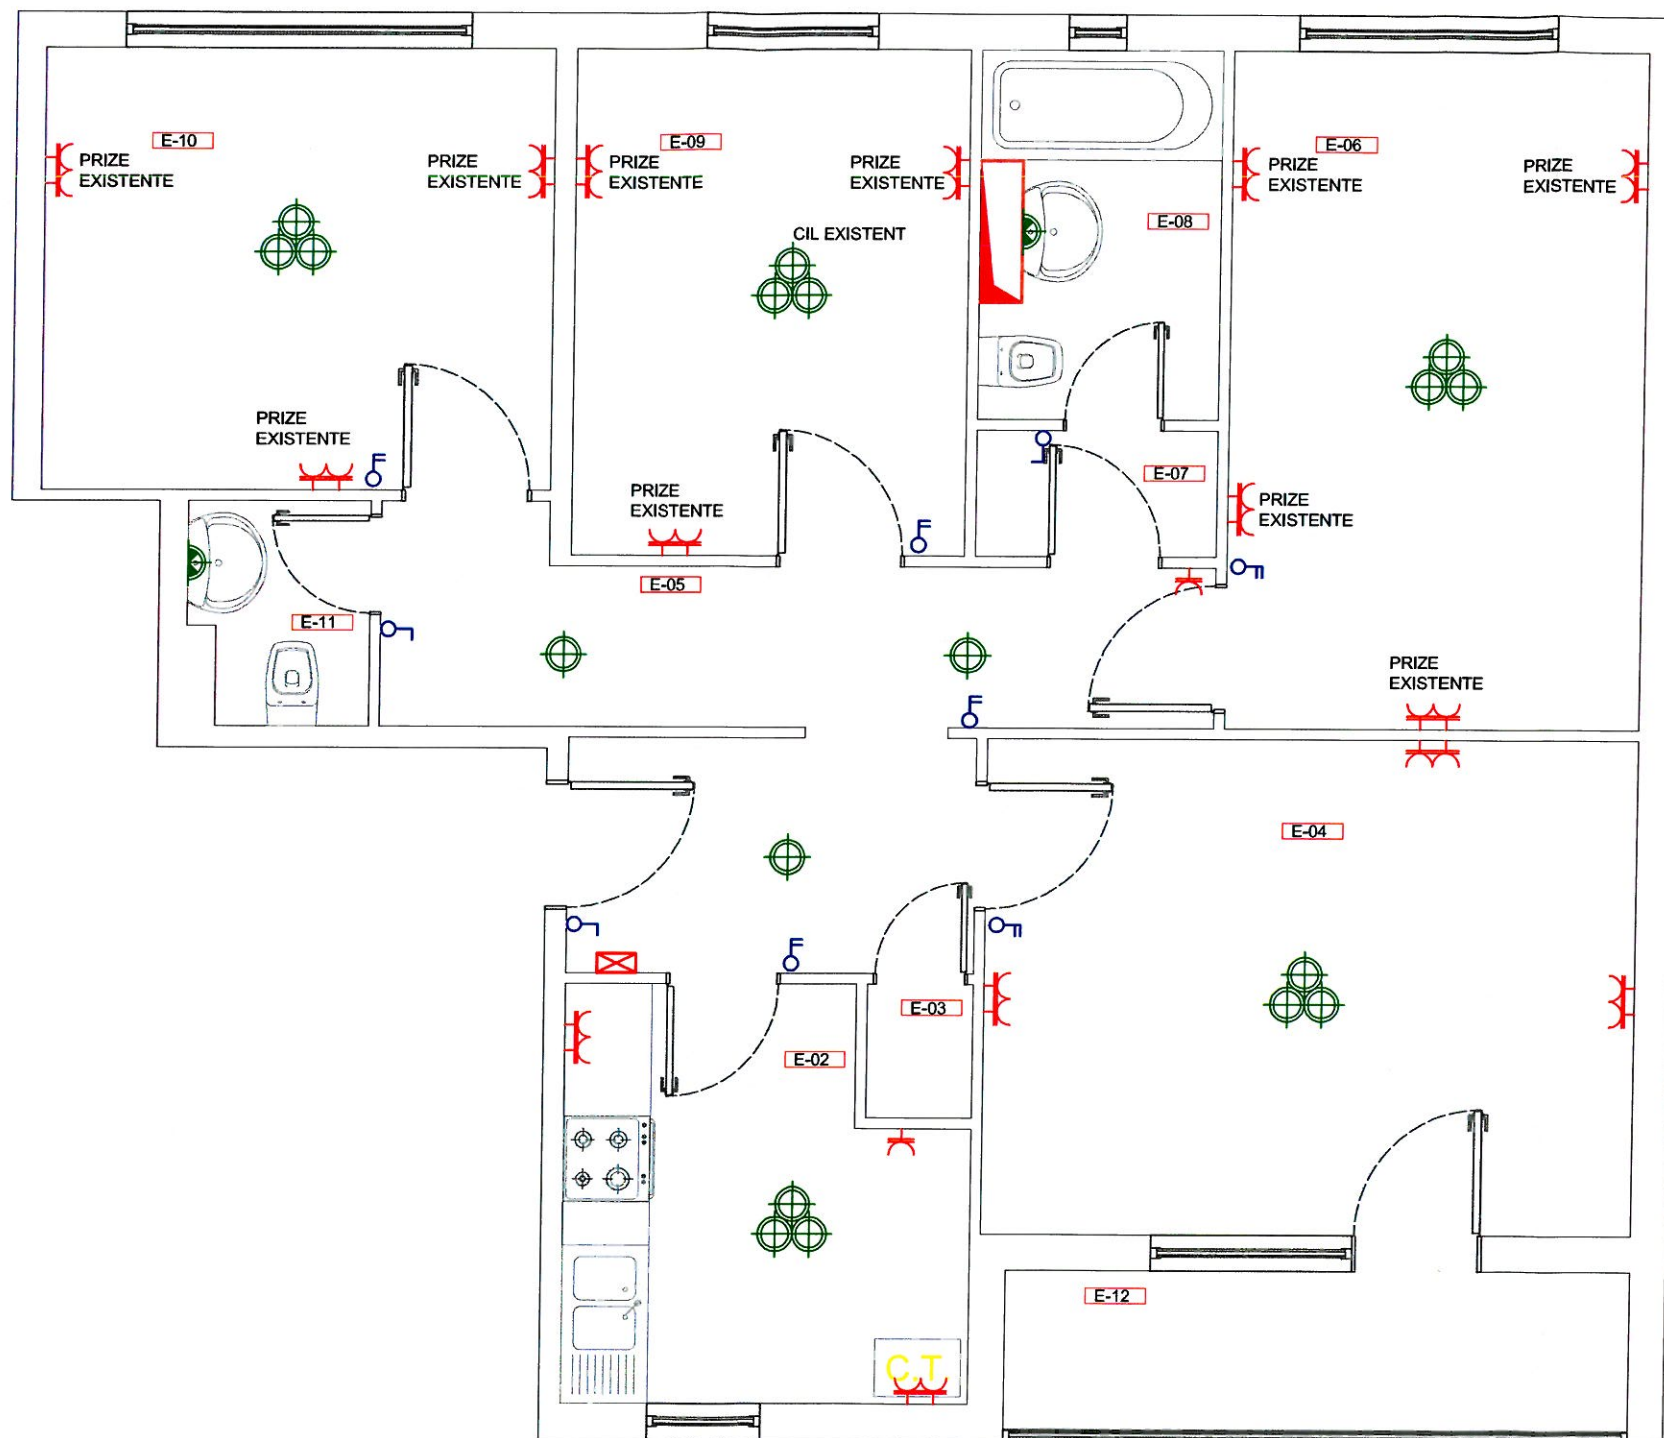 E-10
PRIZE
EXISTENTE
PRIZE
EXISTENTE
E-09
PRIZE
EXISTENTE
PRIZE
EXISTENTE
E-06
PRIZE
EXISTENTE
PRIZE
EXISTENTE
E-08
CIL EXISTENT
PRIZE
EXISTENTE
PRIZE
EXISTENTE
E-07
PRIZE
EXISTENTE
E-05
E-11
PRIZE
EXISTENTE
E-04
E-03
E-02
E-12
C.T.